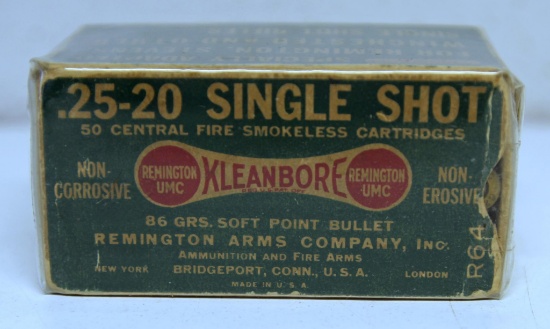 .25-20 SINGLE SHOT
50 CENTRAL FIRE SMOKELESS CARTRIDGES
NON-CORROSIVE
REMINGTON UMC
KLEANBORE
REMINGTON UMC
NON-EROSIVE
86 GRS. SOFT POINT BULLET
REMINGTON ARMS COMPANY, INC.
AMMUNITION AND FIRE ARMS
NEW YORK BRIDGEPORT, CONN., U.S.A. LONDON
MADE IN U.S.A.
R64